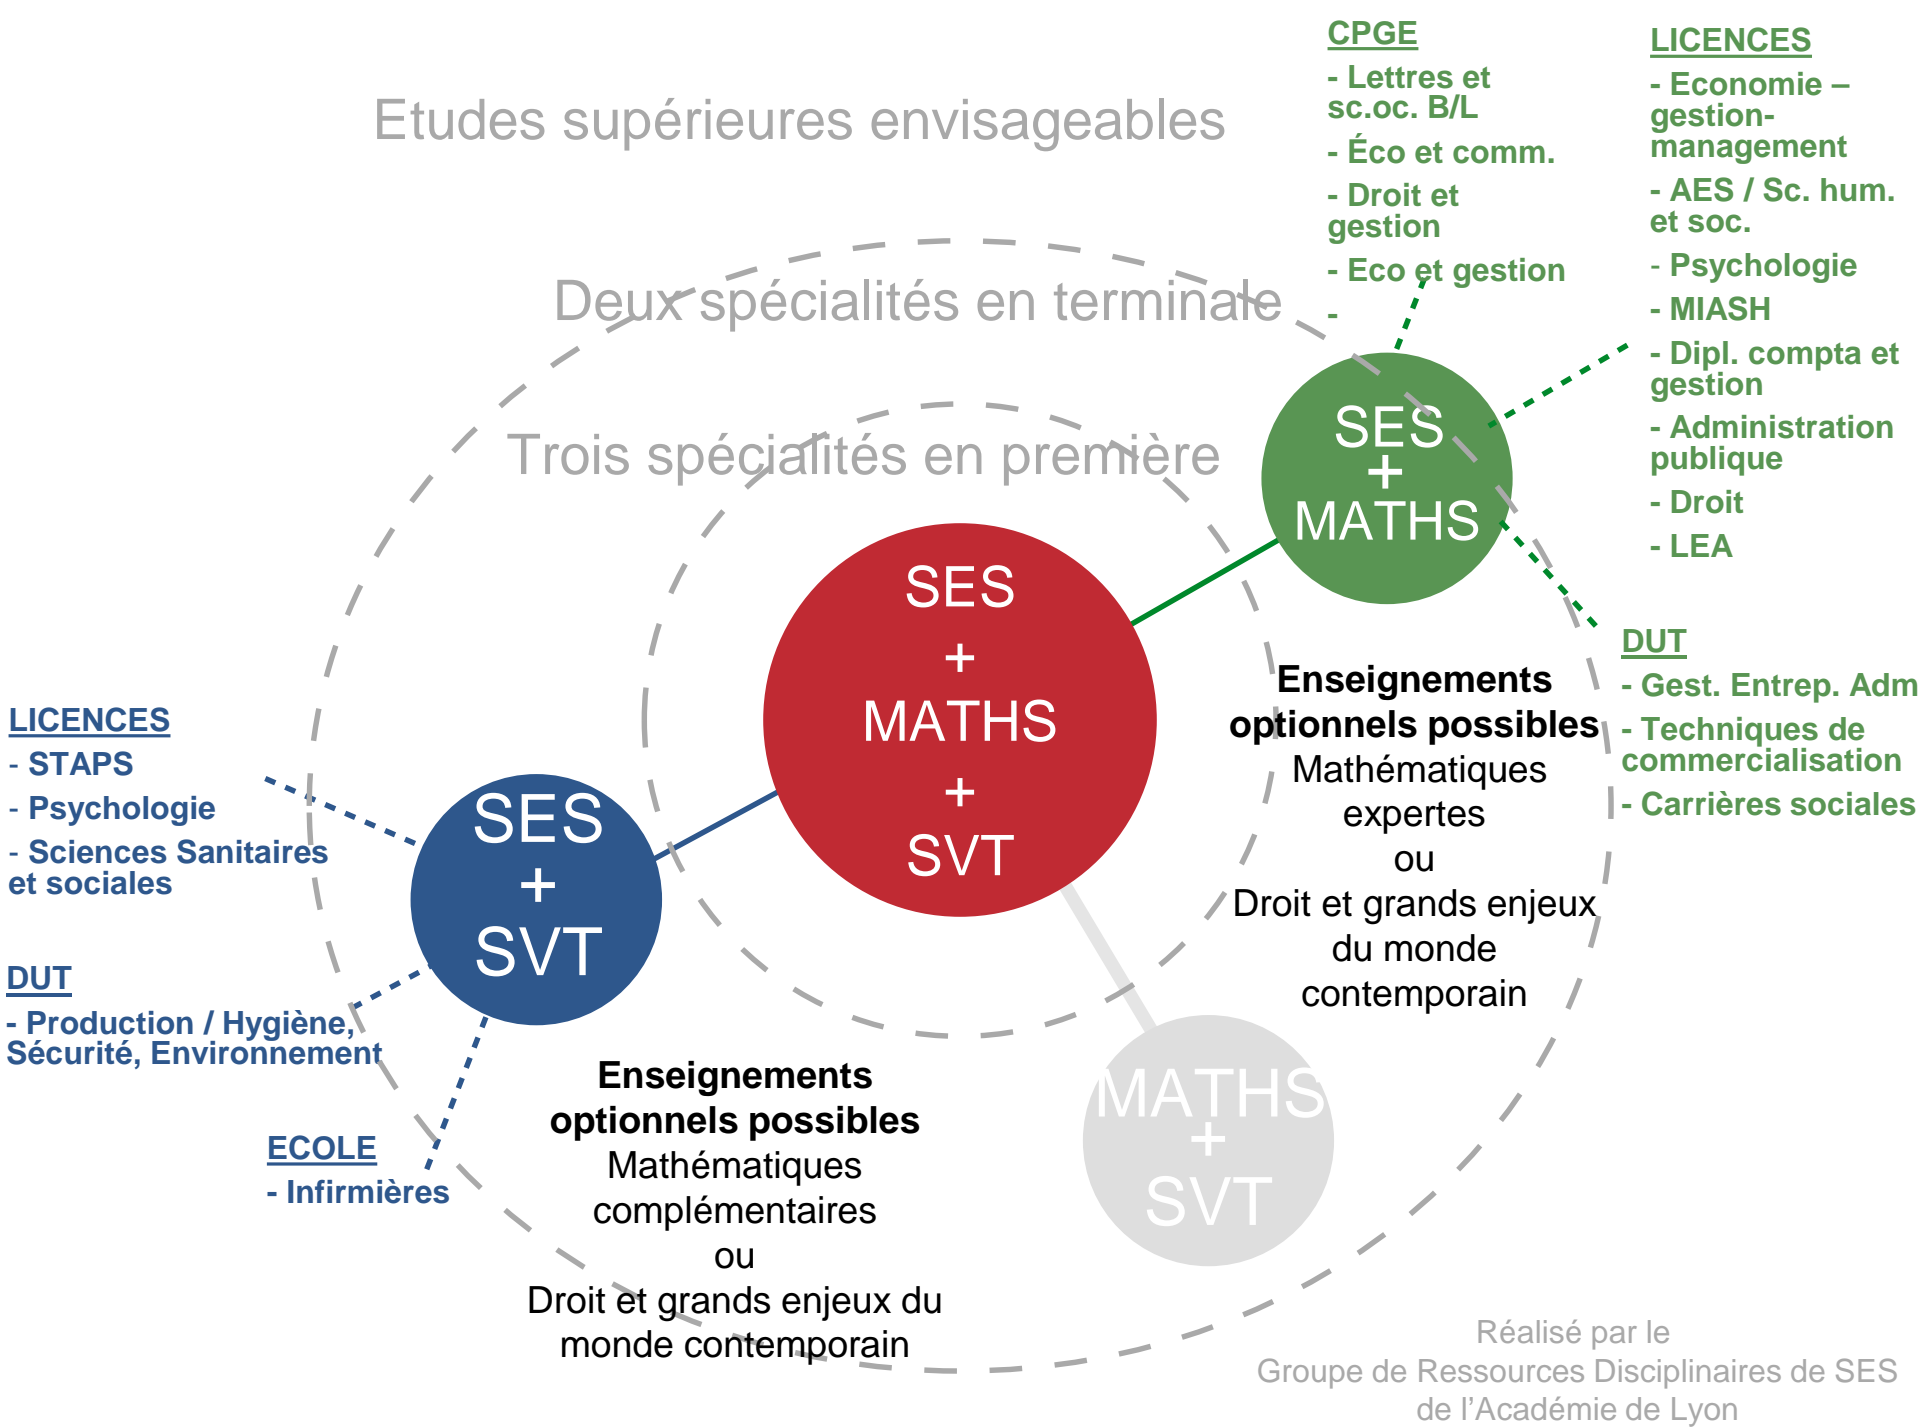 Etudes supérieures envisageables
Deux spécialités en terminale
Trois spécialités en première
CPGE
- Lettres et
sc.oc. B/L
- Éco et comm.
- Droit et
gestion
- Eco et gestion
-
LICENCES
- Economie –
gestion-
management
- AES / Sc. hum.
et soc.
- Psychologie
- MIASH
- Dipl. compta et
gestion
- Administration
publique
- Droit
- LEA
SES
+
MATHS
DUT
- Gest. Entrep. Adm
- Techniques de
commercialisation
- Carrières sociales
SES
+
MATHS
+
SVT
Enseignements
optionnels possibles
Mathématiques
expertes
ou
Droit et grands enjeux
du monde
contemporain
LICENCES
- STAPS
- Psychologie
- Sciences Sanitaires
et sociales
SES
+
SVT
DUT
- Production / Hygiène,
Sécurité, Environnement
ECOLE
- Infirmières
Enseignements
optionnels possibles
Mathématiques
complémentaires
ou
Droit et grands enjeux du
monde contemporain
MATHS
+
SVT
Réalisé par le
Groupe de Ressources Disciplinaires de SES
de l'Académie de Lyon